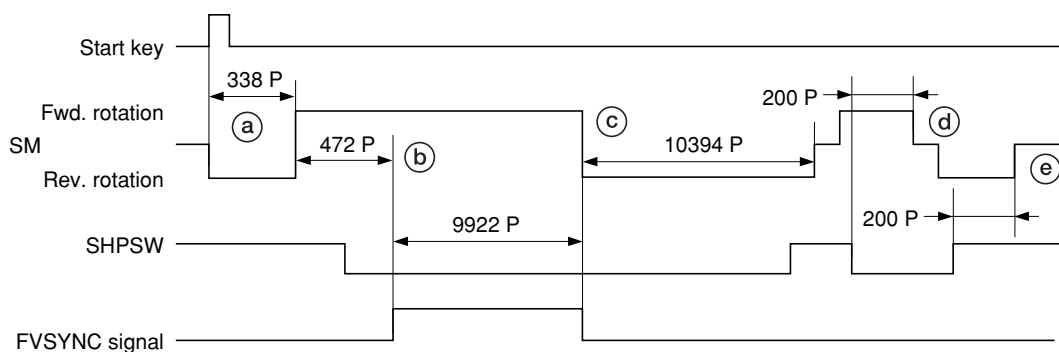 Start key
338 P
Fwd. rotation
200 P
a
c
d
SM
472 P
b
10394 P
e
Rev. rotation
9922 P
200 P
SHPSW
FVSYNC signal